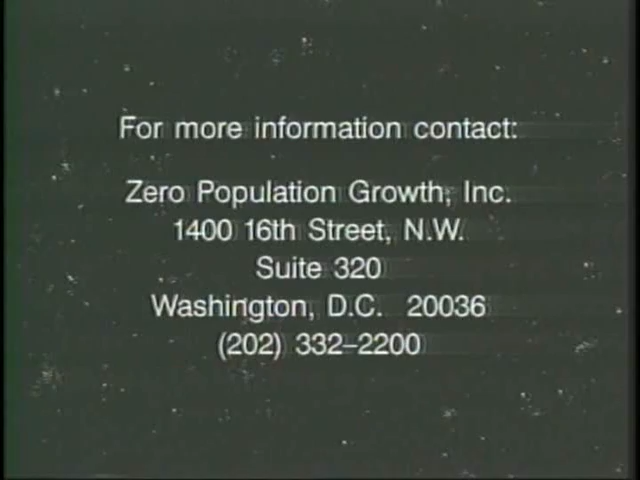 For more information contact:
Zero Population Growth, Inc.
1400 16th Street, N.W.
Suite 320
Washington, D.C. 20036
(202) 332–2200